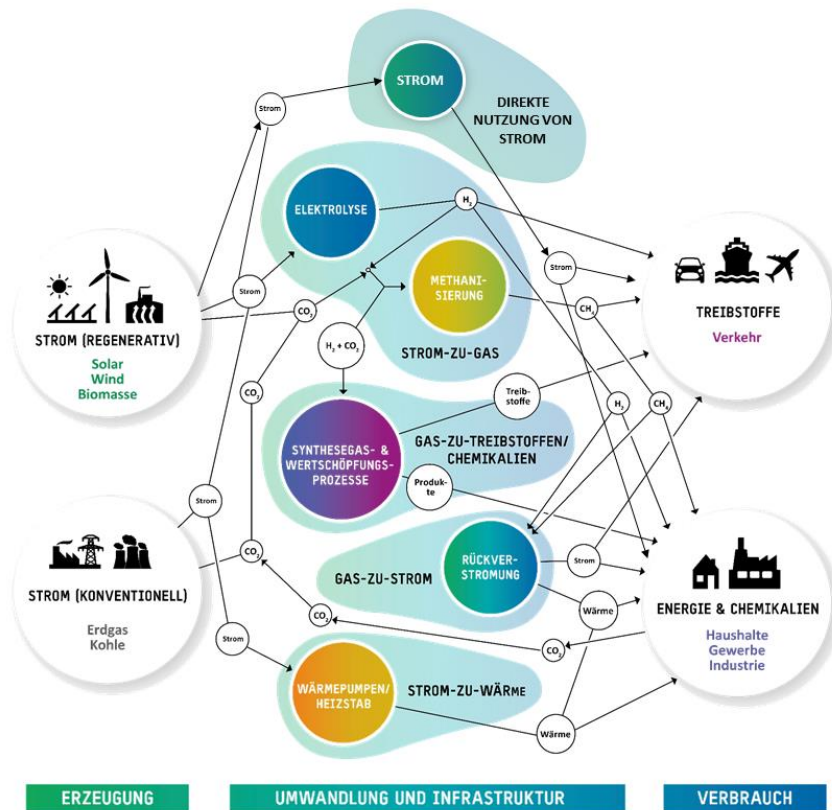 STROM
Strom
DIREKTE
NUTZUNG VON
STROM
ELEKTROLYSE
H₂
Strom
Strom
METHANI-
SIERUNG
CO₂
CH₄
STROM (REGENERATIV)
Solar
Wind
Biomasse
TREIBSTOFFE
Verkehr
H₂ + CO₂
STROM-ZU-GAS
CO₂
Treib-
stoffe
H₂
CH₄
SYNTHESEGAS- &
WERTSCHÖPFUNGS-
PROZESSE
GAS-ZU-TREIBSTOFFEN/
CHEMIKALIEN
Produk-
te
Strom
CO₂
GAS-ZU-STROM
RÜCKVER-
STROMUNG
Strom
STROM (KONVENTIONELL)
Erdgas
Kohle
CO₂
Wärme
ENERGIE & CHEMIKALIEN
Haushalte
Gewerbe
Industrie
Strom
CO₂
WÄRMEPUMPEN/
HEIZSTAB
STROM-ZU-WÄRme
Wärme
ERZEUGUNG
UMWANDLUNG UND INFRASTRUKTUR
VERBRAUCH